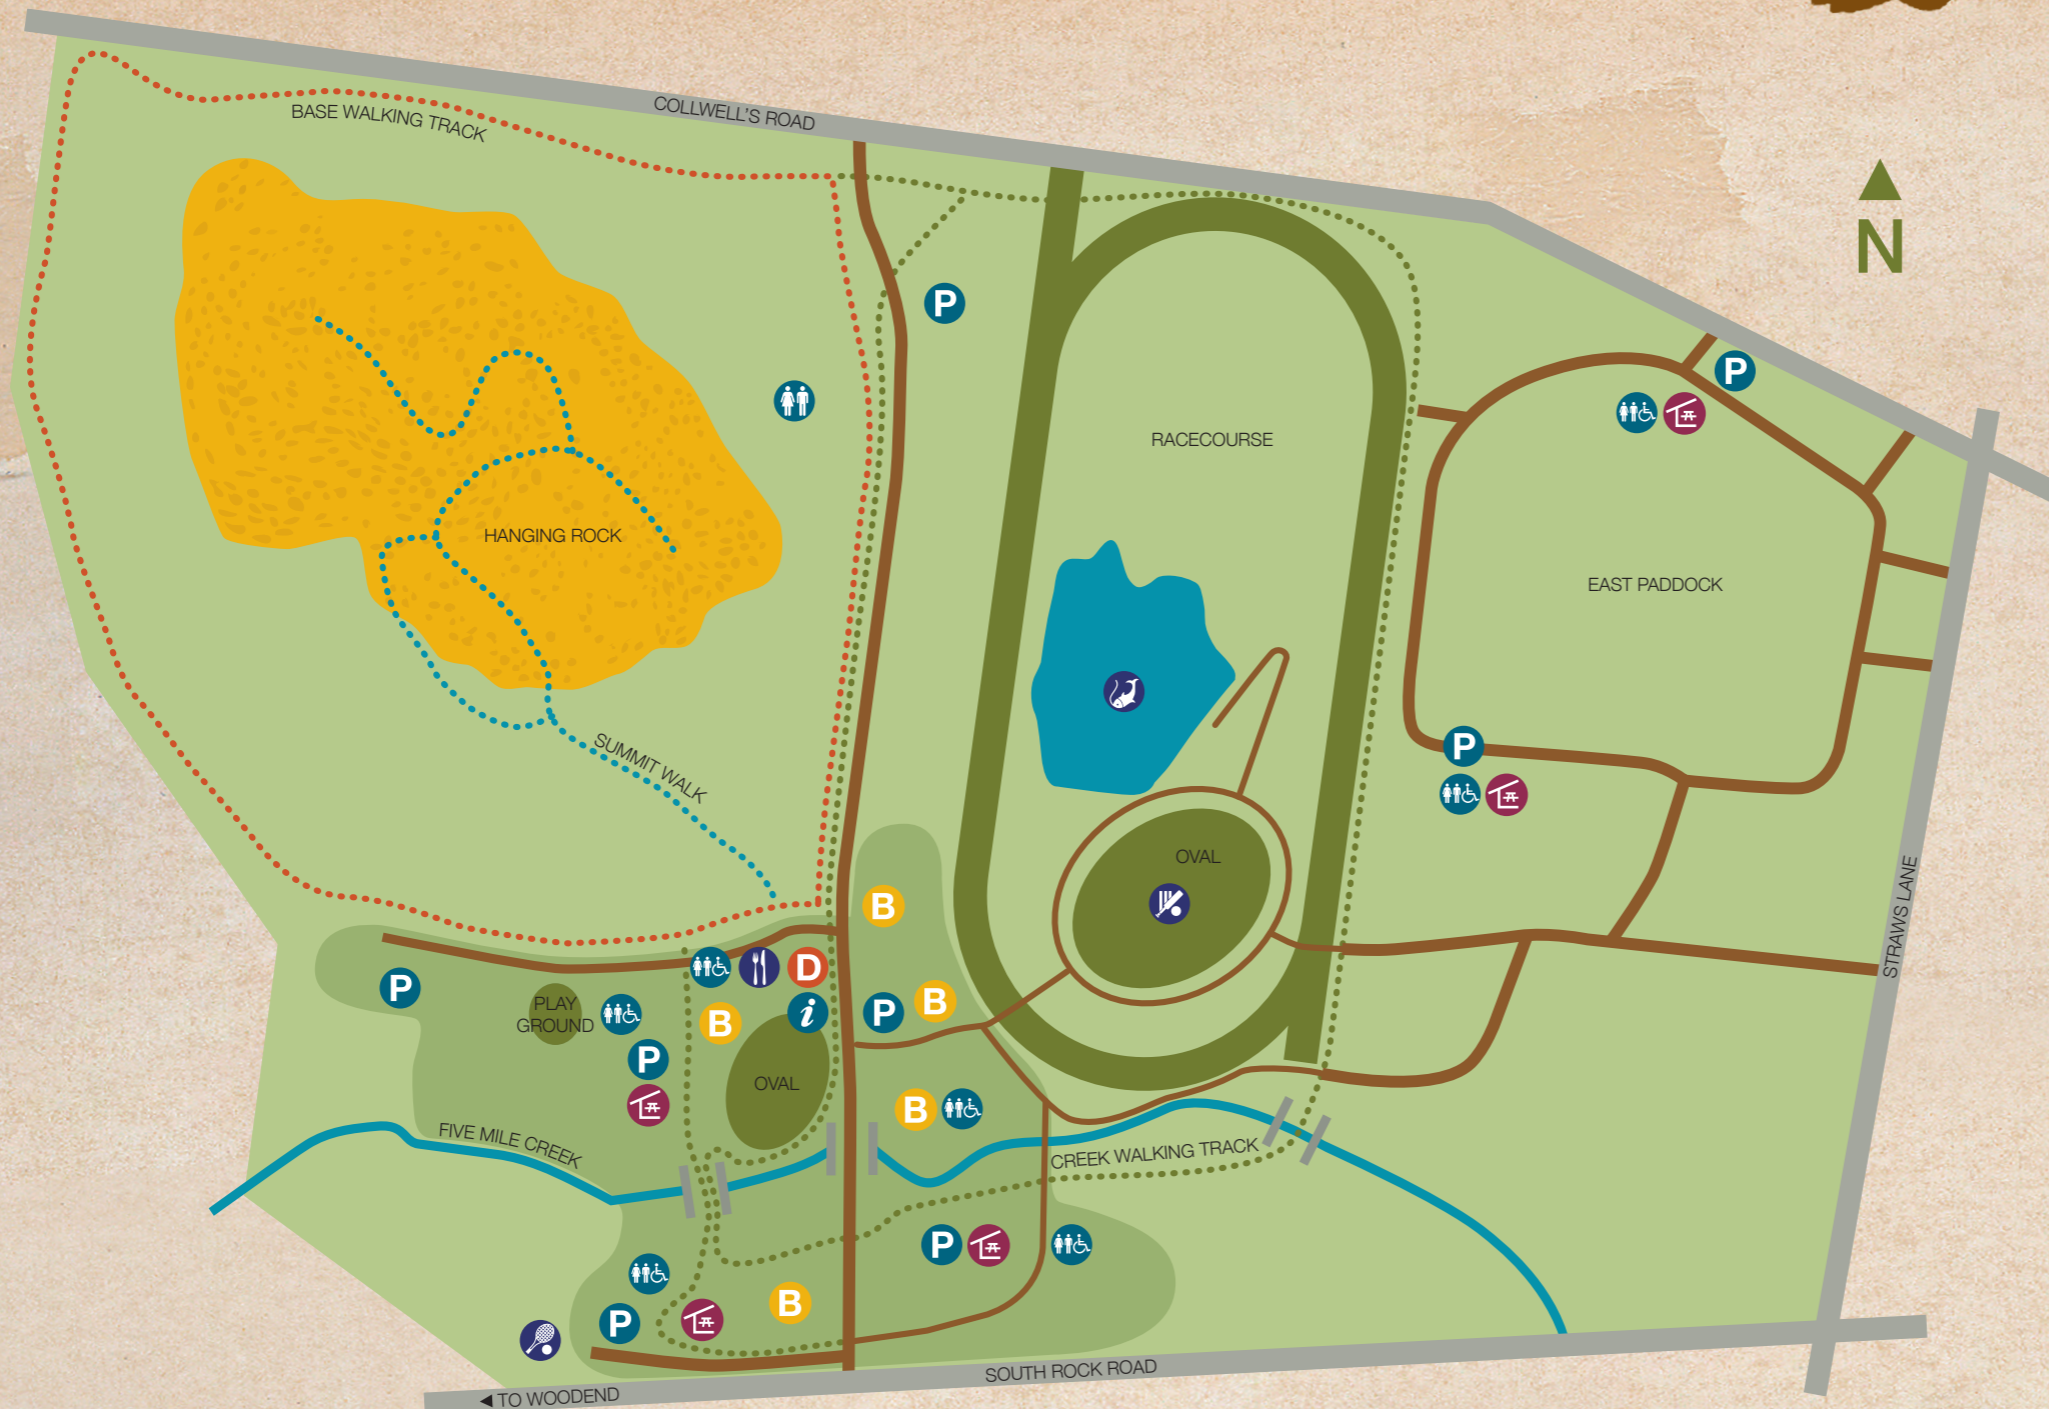 COLLWELL'S ROAD
BASE WALKING TRACK
N
P
P
RACECOURSE
HANGING ROCK
EAST PADDOCK
SUMMIT WALK
P
OVAL
STRAWS LANE
B
D
P
PLAY
GROUND
B
i
P
B
P
OVAL
B
FIVE MILE CREEK
CREEK WALKING TRACK
P
B
P
SOUTH ROCK ROAD
TO WOODEND